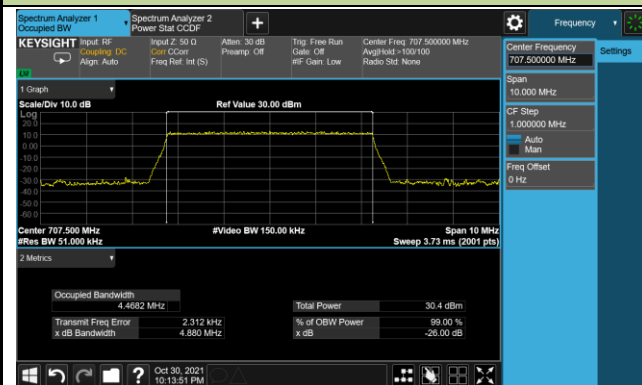 Spectrum Analyzer 1
Occupied BW
Spectrum Analyzer 2
Power Stat CCDF
+
Frequency
KEYSIGHT
Input: RF
Coupling: DC
Align: Auto
Input Z: 50 Ω
Corr CCorr
Freq Ref: Int (S)
Atten: 30 dB
Preamp: Off
Trig: Free Run
Gate: Off
#IF Gain: Low
Center Freq: 707.500000 MHz
Avg|Hold:>100/100
Radio Std: None
Center Frequency
707.500000 MHz
Settings
Span
10.000 MHz
CF Step
1.000000 MHz
Auto
Man
Freq Offset
0 Hz
1 Graph
Scale/Div 10.0 dB
Ref Value 30.00 dBm
Log
20.0
10.0
0.00
-10.0
-20.0
-30.0
-40.0
-50.0
-60.0
Center 707.500 MHz
#Video BW 150.00 kHz
Span 10 MHz
#Res BW 51.000 kHz
Sweep 3.73 ms (2001 pts)
2 Metrics
Occupied Bandwidth
4.4682 MHz
Total Power 30.4 dBm
Transmit Freq Error 2.312 kHz
% of OBW Power 99.00 %
x dB Bandwidth 4.880 MHz
x dB -26.00 dB
?
Oct 30, 2021
10:13:51 PM